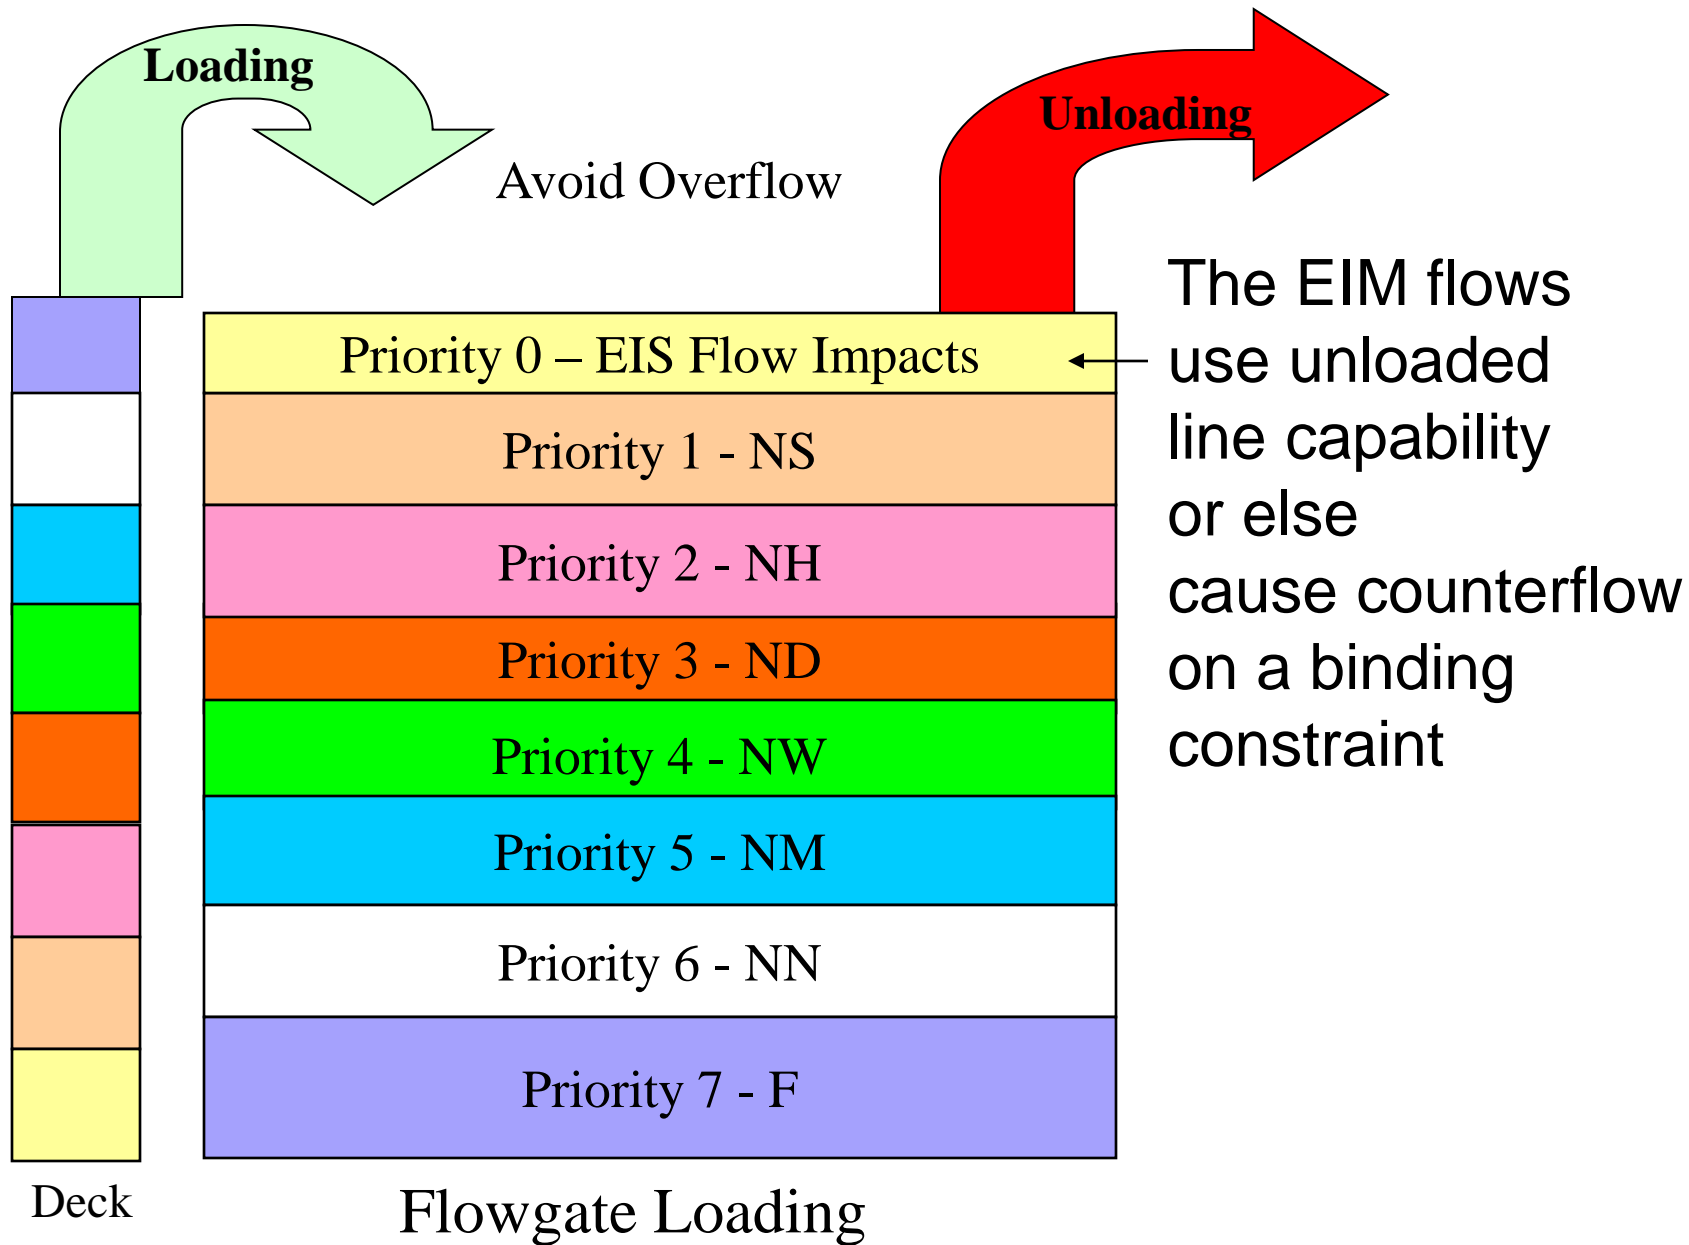 Loading
Unloading
Avoid Overflow
Priority 0 – EIS Flow Impacts
Priority 1 - NS
Priority 2 - NH
Priority 3 - ND
Priority 4 - NW
Priority 5 - NM
Priority 6 - NN
Priority 7 - F
The EIM flows
use unloaded
line capability
or else
cause counterflow
on a binding
constraint
Deck
Flowgate Loading